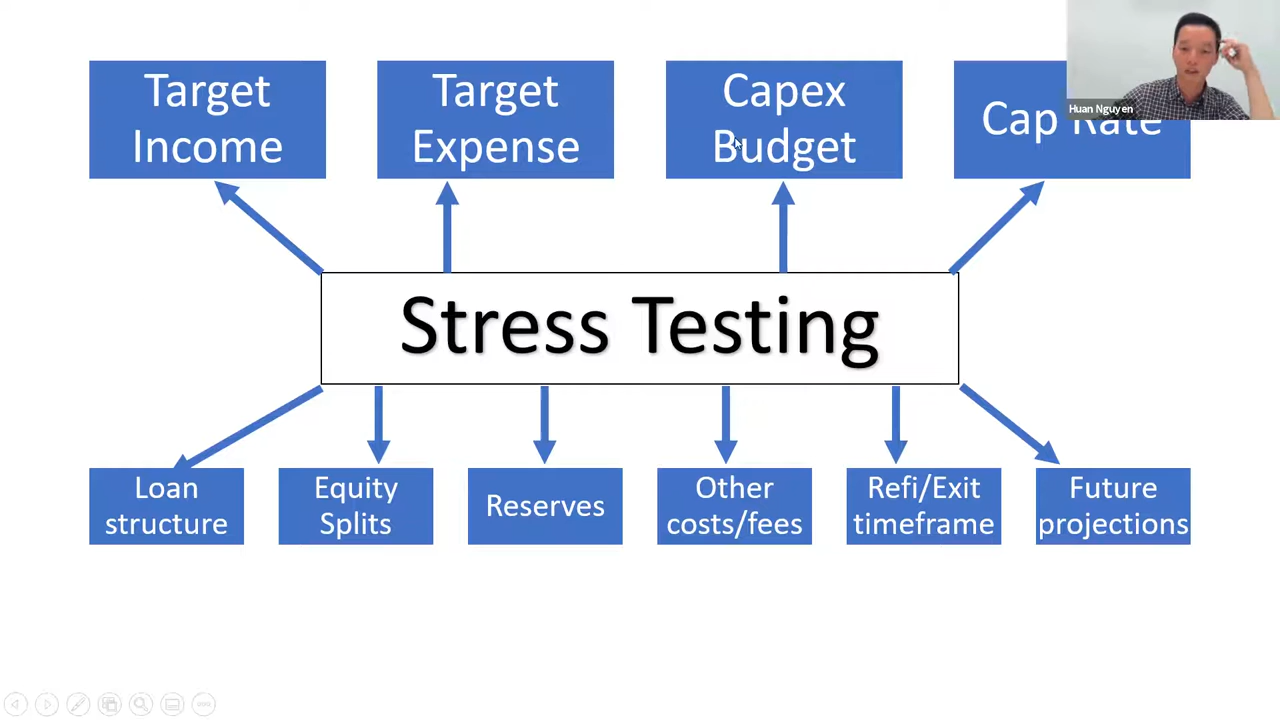 Target
Income
Target
Expense
Capex
Budget
Cap Rate
Huan Nguyen
Stress Testing
Loan
structure
Equity
Splits
Reserves
Other
costs/fees
Refi/Exit
timeframe
Future
projections